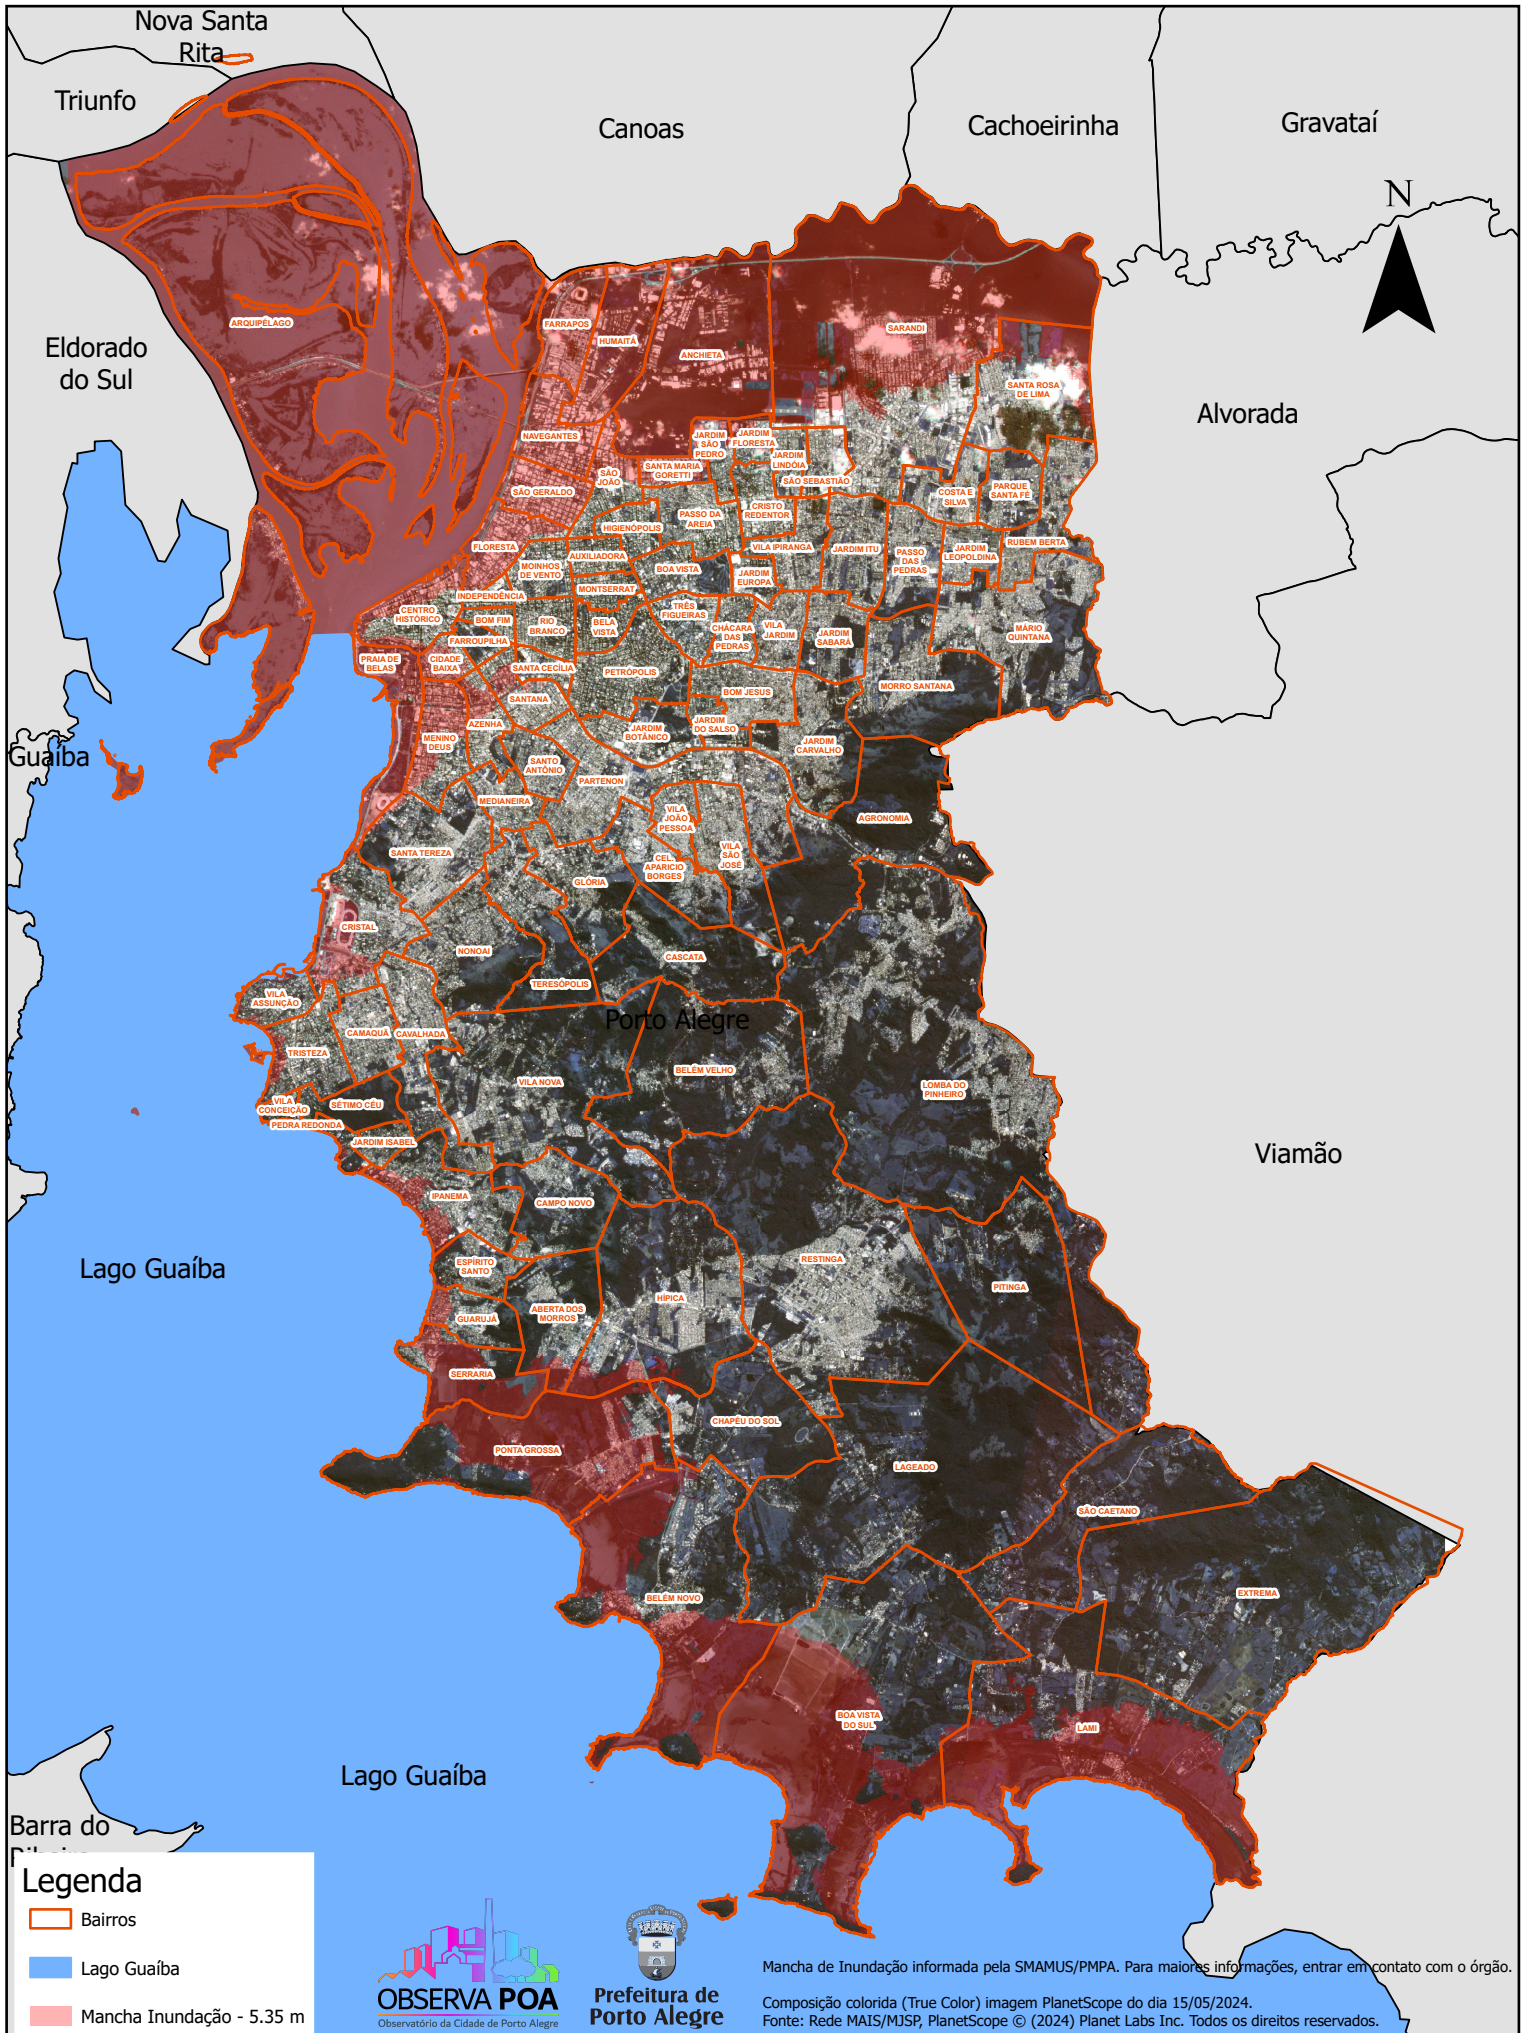 Nova Santa
Rita
Triunfo
Canoas
Cachoeirinha
Gravataí
N
ARQUIPÉLAGO
FARRAPOS
HUMAITÁ
ANCHIETA
SARANDI
Eldorado
do Sul
SANTA ROSA
DE LIMA
Alvorada
NAVEGANTES
JARDIM
SÃO
PEDRO
JARDIM
FLORESTA
JARDIM
LINDÓIA
SANTA MARIA
GORETTI
SÃO
JOÃO
SÃO SEBASTIÃO
SÃO GERALDO
COSTA E
SILVA
PARQUE
SANTA FÉ
HIGIENÓPOLIS
PASSO DA
AREIA
CRISTO
REDENTOR
FLORESTA
AUXILIADORA
VILA IPIRANGA
JARDIM ITU
PASSO
DAS
PEDRAS
JARDIM
LEOPOLDINA
RUBEM BERTA
MOINHOS
DE VENTO
BOA VISTA
JARDIM
EUROPA
MONTSERRAT
INDEPENDÊNCIA
CENTRO
HISTÓRICO
BOM FIM
RIO
BRANCO
BELA
VISTA
TRÊS
FIGUEIRAS
CHÁCARA
DAS
PEDRAS
VILA
JARDIM
JARDIM
SABARÁ
MÁRIO
QUINTANA
FARROUPILHA
PRAIA DE
BELAS
CIDADE
BAIXA
SANTA CECÍLIA
PETRÓPOLIS
BOM JESUS
MORRO SANTANA
SANTANA
AZENHA
JARDIM
BOTÂNICO
JARDIM
DO SALSO
JARDIM
CARVALHO
MENINO
DEUS
Guaíba
SANTO
ANTÔNIO
PARTENON
MEDIANEIRA
VILA
JOÃO
PESSOA
AGRONOMIA
SANTA TEREZA
CEL.
APARICIO
BORGES
VILA
SÃO
JOSÉ
GLÓRIA
CRISTAL
NONOAI
CASCATA
TERESÓPOLIS
VILA
ASSUNÇÃO
Porto Alegre
CAMAQUÃ
CAVALHADA
TRISTEZA
BELÉM VELHO
VILA NOVA
LOMBA DO
PINHEIRO
VILA
CONCEIÇÃO
SÉTIMO CÉU
PEDRA REDONDA
JARDIM ISABEL
Viamão
IPANEMA
CAMPO NOVO
Lago Guaíba
ESPÍRITO
SANTO
RESTINGA
PITINGA
HÍPICA
GUARUJÁ
ABERTA DOS
MORROS
SERRARIA
CHAPÉU DO SOL
PONTA GROSSA
LAGEADO
SÃO CAETANO
BELÉM NOVO
EXTREMA
BOA VISTA
DO SUL
LAMI
Lago Guaíba
Barra do
Legenda
Bairros
Lago Guaíba
Mancha Inundação - 5.35 m
OBSERVA POA
Observatório da Cidade de Porto Alegre
Prefeitura de
Porto Alegre
Mancha de Inundação informada pela SMAMUS/PMPA. Para maiores informações, entrar em contato com o órgão.
Composição colorida (True Color) imagem PlanetScope do dia 15/05/2024.
Fonte: Rede MAIS/MJSP, PlanetScope © (2024) Planet Labs Inc. Todos os direitos reservados.